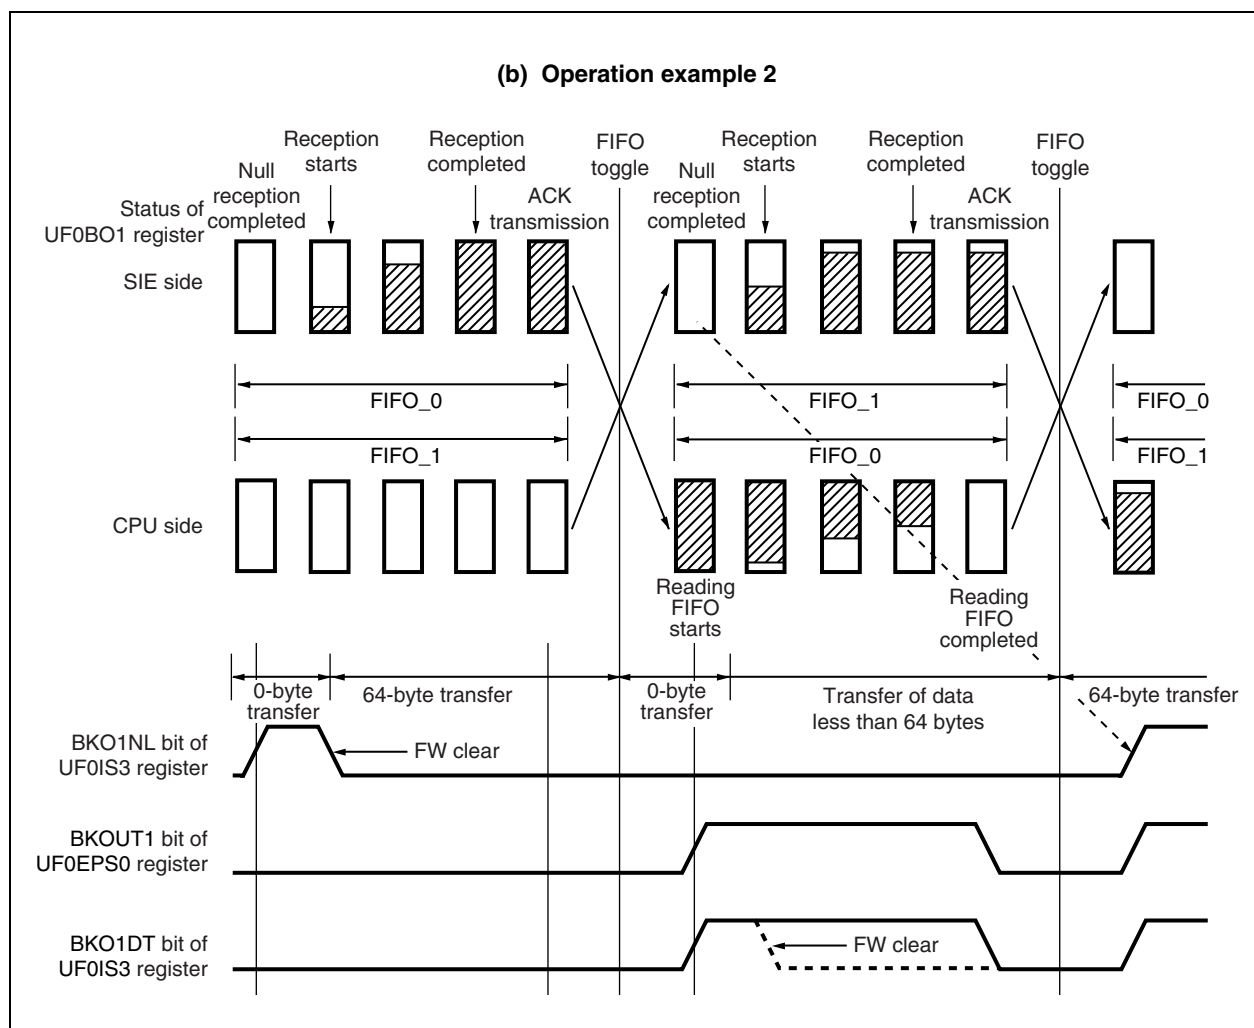 (b) Operation example 2
Reception
starts
Reception
completed
FIFO
toggle
Reception
starts
Reception
completed
FIFO
toggle
Null
reception
completed
ACK
transmission
Null
reception
completed
ACK
transmission
Status of
UF0BO1 register
SIE side
FIFO_0
FIFO_1
FIFO_0
FIFO_1
FIFO_0
FIFO_1
CPU side
Reading
FIFO
starts
Reading
FIFO
completed
0-byte
transfer
64-byte transfer
0-byte
transfer
Transfer of data
less than 64 bytes
64-byte transfer
BKO1NL bit of
UF0IS3 register
FW clear
BKOUT1 bit of
UF0EPS0 register
BKO1DT bit of
UF0IS3 register
FW clear